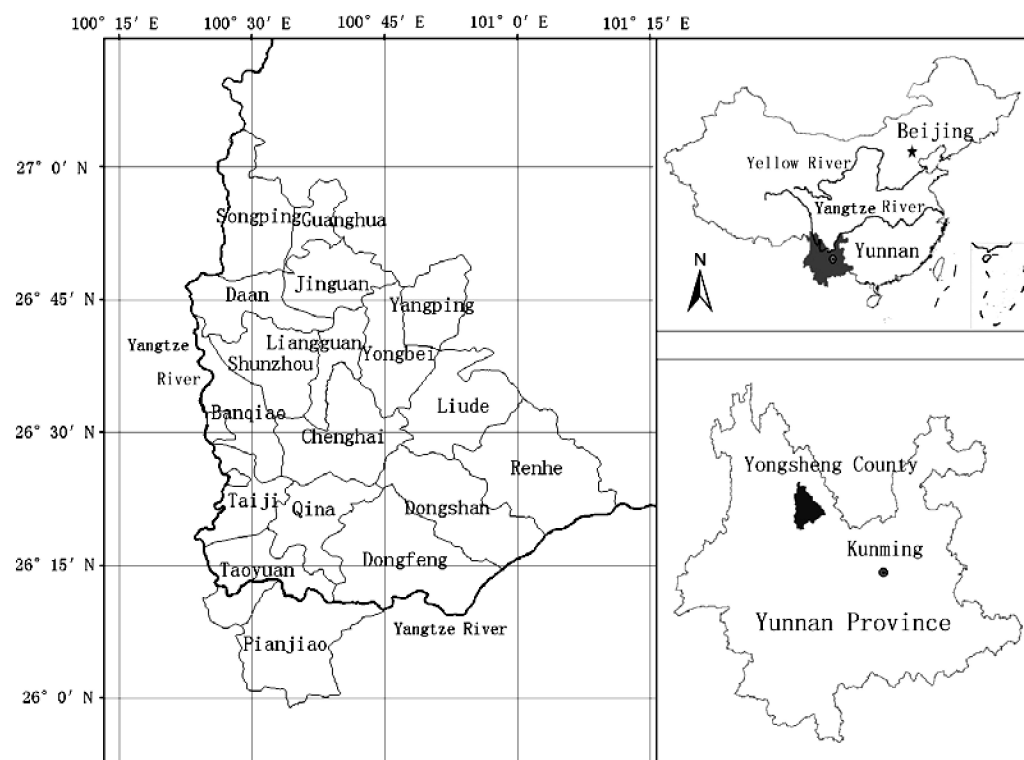 100° 15′ E 100° 30′ E 100° 45′ E 101° 0′ E 101° 15′ E
27° 0′ N
26° 45′ N
26° 30′ N
26° 15′ N
26° 0′ N
Songping
Guanghua
Jinguan
Daan
Yangping
Liangguan
Yongbei
Shunzhou
Yangtze
River
Banqiao
Liude
Chenghai
Renhe
Taiji
Qina
Dongshan
Dongfeng
Taoyuan
Yangtze River
Pianjiao
Beijing
Yellow River
Yangtze River
Yunnan
N
Yongsheng County
Kunming
Yunnan Province